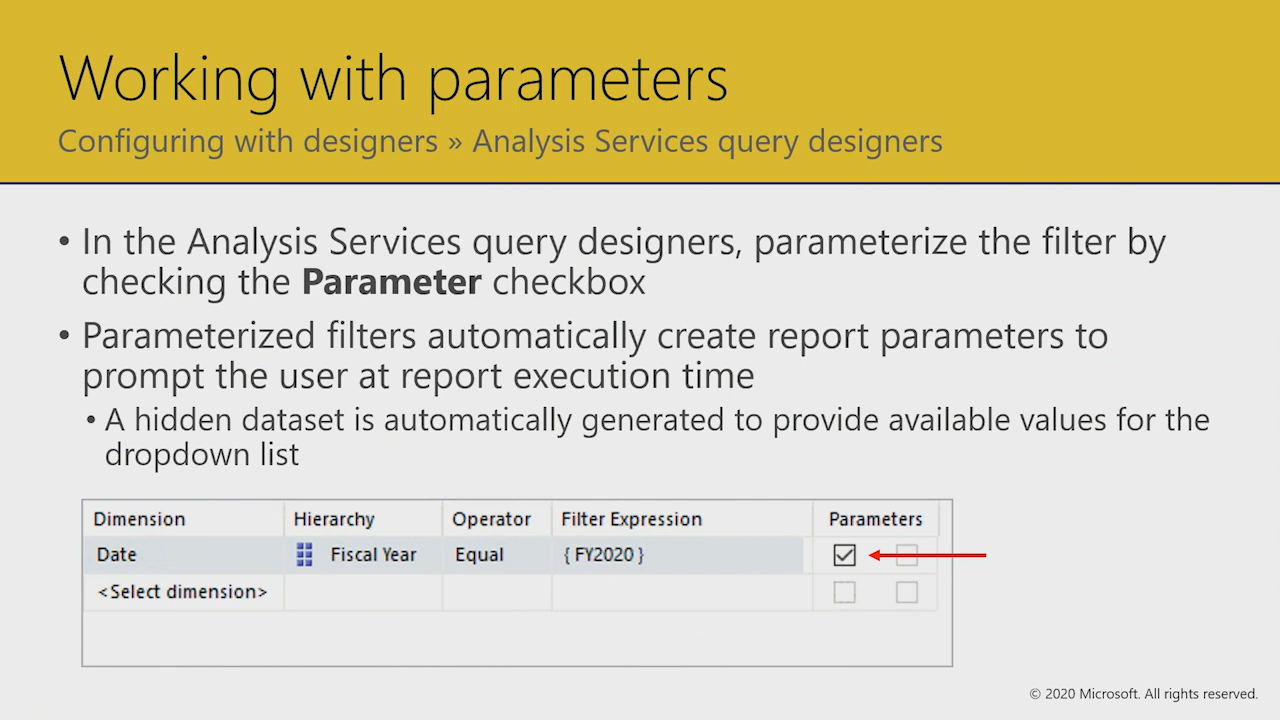 Working with parameters
Configuring with designers » Analysis Services query designers
• In the Analysis Services query designers, parameterize the filter by
checking the Parameter checkbox
• Parameterized filters automatically create report parameters to
prompt the user at report execution time
• A hidden dataset is automatically generated to provide available values for the
dropdown list
Dimension Hierarchy Operator Filter Expression Parameters
Date Fiscal Year Equal { FY2020 }
<Select dimension>
© 2020 Microsoft. All rights reserved.